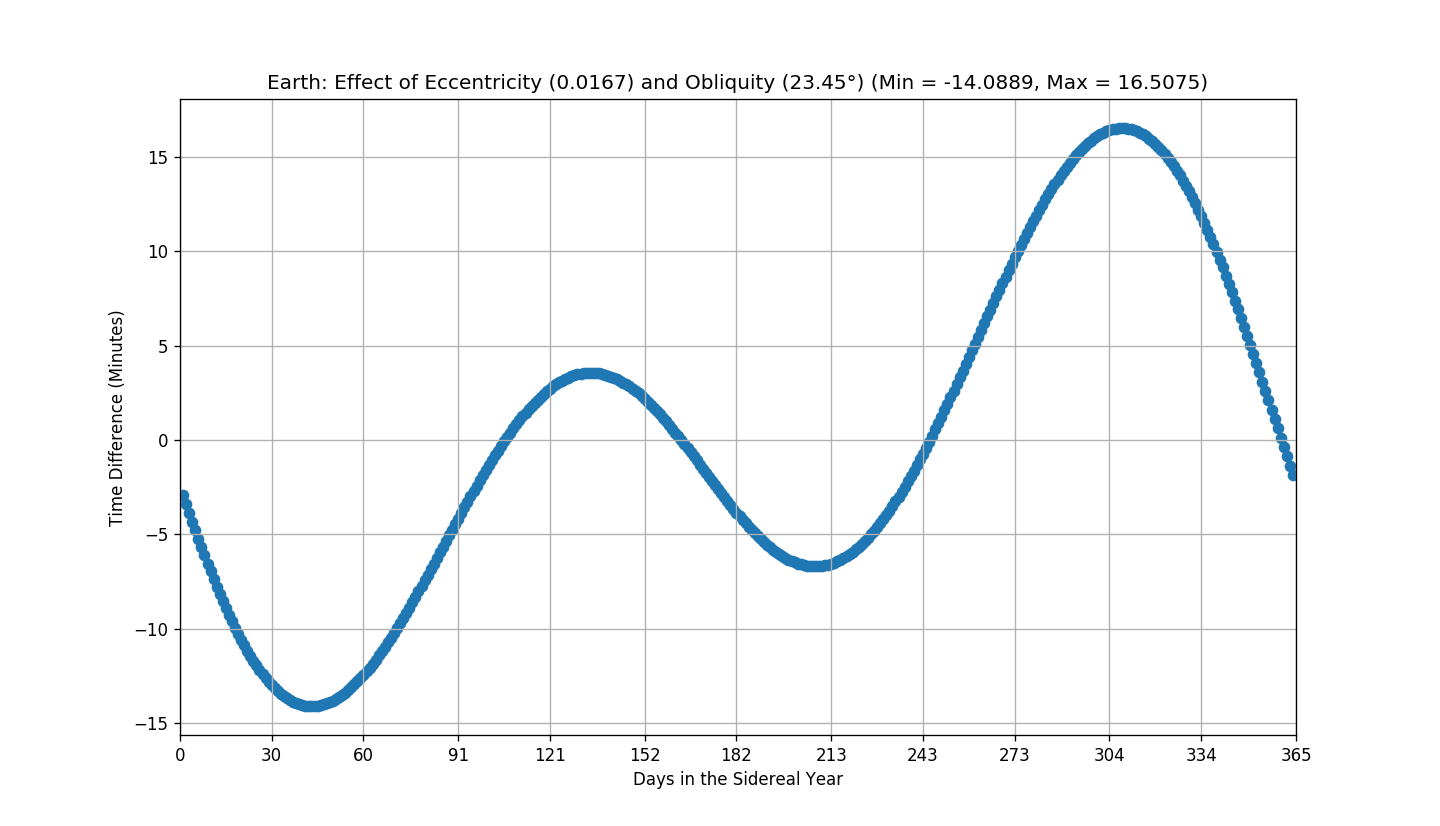 Earth: Effect of Eccentricity (0.0167) and Obliquity (23.45°) (Min = -14.0889, Max = 16.5075)
Time Difference (Minutes)
15
10
5
0
−5
−10
−15
0 30 60 91 121 152 182 213 243 273 304 334 365
Days in the Sidereal Year